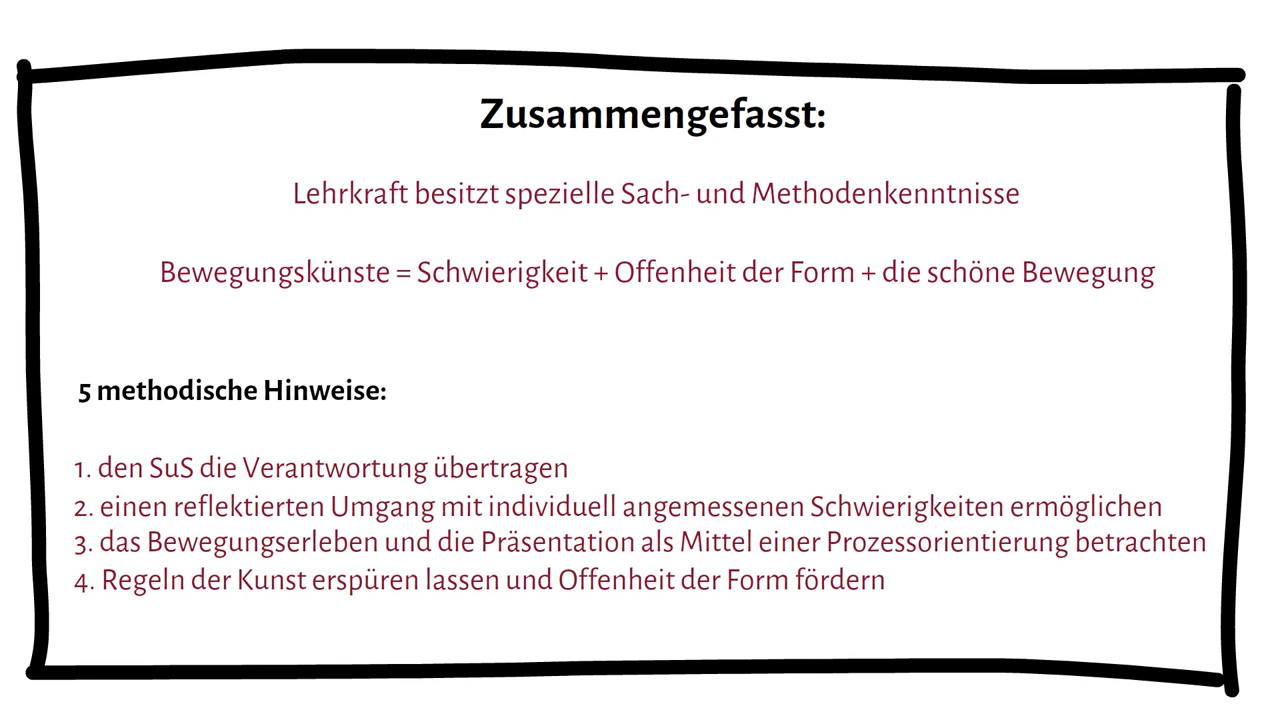 Zusammengefasst:
Lehrkraft besitzt spezielle Sach- und Methodenkenntnisse
Bewegungskünste = Schwierigkeit + Offenheit der Form + die schöne Bewegung
5 methodische Hinweise:
1. den SuS die Verantwortung übertragen
2. einen reflektierten Umgang mit individuell angemessenen Schwierigkeiten ermöglichen
3. das Bewegungserleben und die Präsentation als Mittel einer Prozessorientierung betrachten
4. Regeln der Kunst erspüren lassen und Offenheit der Form fördern